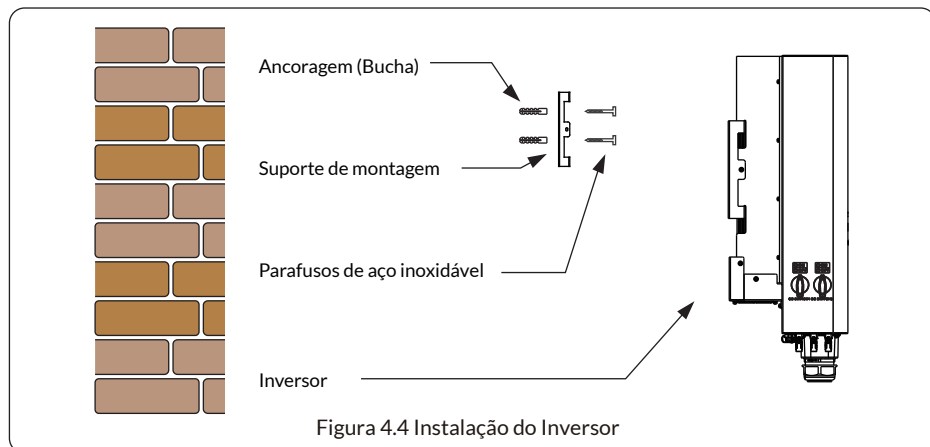 Ancoragem (Bucha)
Suporte de montagem
Parafusos de aço inoxidável
Inversor
Figura 4.4 Instalação do Inversor